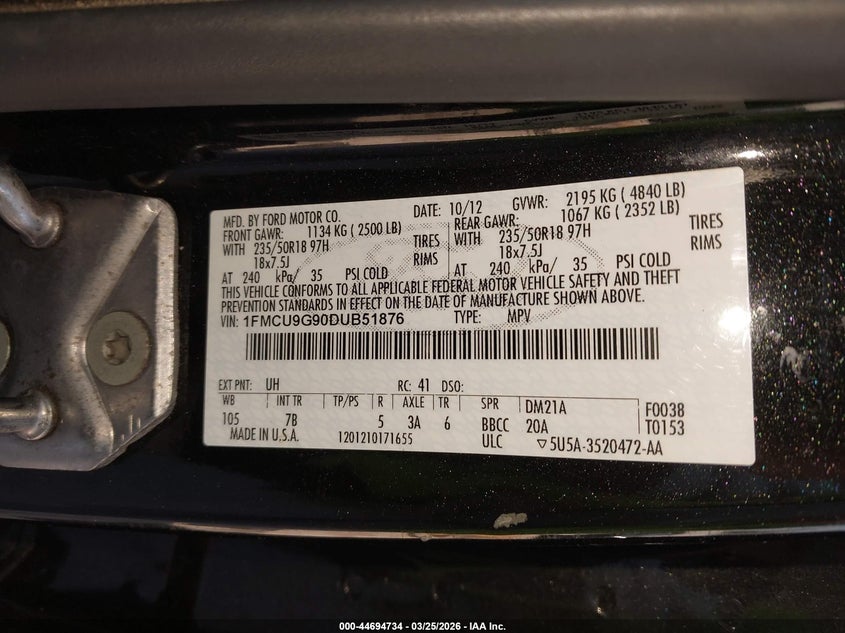 MFD. BY FORD MOTOR CO. DATE: 10/12 GVWR: 2195 KG ( 4840 LB)
FRONT GAWR: 1134 KG ( 2500 LB) REAR GAWR: 1067 KG ( 2352 LB)
WITH 235/50R18 97H TIRES WITH 235/50R18 97H TIRES
18x7.5J RIMS 18x7.5J RIMS
AT 240 kPa/ 35 PSI COLD AT 240 kPa/ 35 PSI COLD
THIS VEHICLE CONFORMS TO ALL APPLICABLE FEDERAL MOTOR VEHICLE SAFETY AND THEFT
PREVENTION STANDARDS IN EFFECT ON THE DATE OF MANUFACTURE SHOWN ABOVE.
VIN: 1FMCU9G90DUB51876 TYPE: MPV
EXT PNT: UH RC: 41 DSO:
WB INT TR TP/PS R AXLE TR SPR DM21A F0038
105 7B 5 3A 6 BBCC 20A T0153
MADE IN U.S.A. 1201210171655 ULC ▽5U5A-3520472-AA
000-44694734 - 03/25/2026 - IAA Inc.